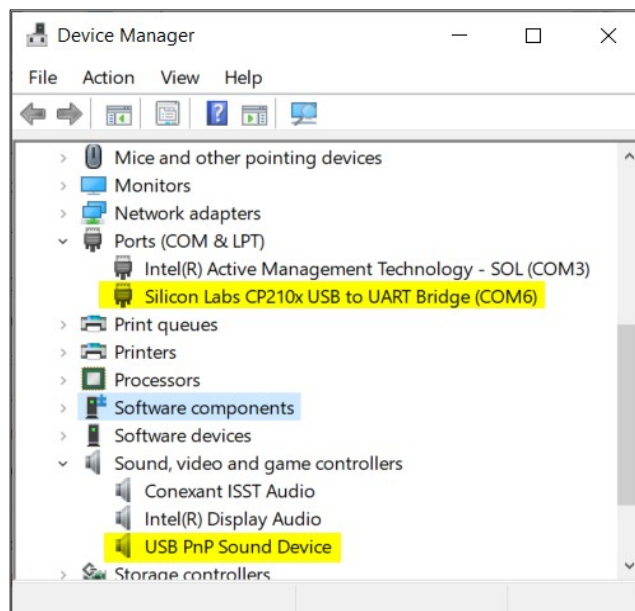 Device Manager
File Action View Help
Mice and other pointing devices
Monitors
Network adapters
Ports (COM & LPT)
Intel(R) Active Management Technology - SOL (COM3)
Silicon Labs CP210x USB to UART Bridge (COM6)
Print queues
Printers
Processors
Software components
Software devices
Sound, video and game controllers
Conexant ISST Audio
Intel(R) Display Audio
USB PnP Sound Device
Storage controllers